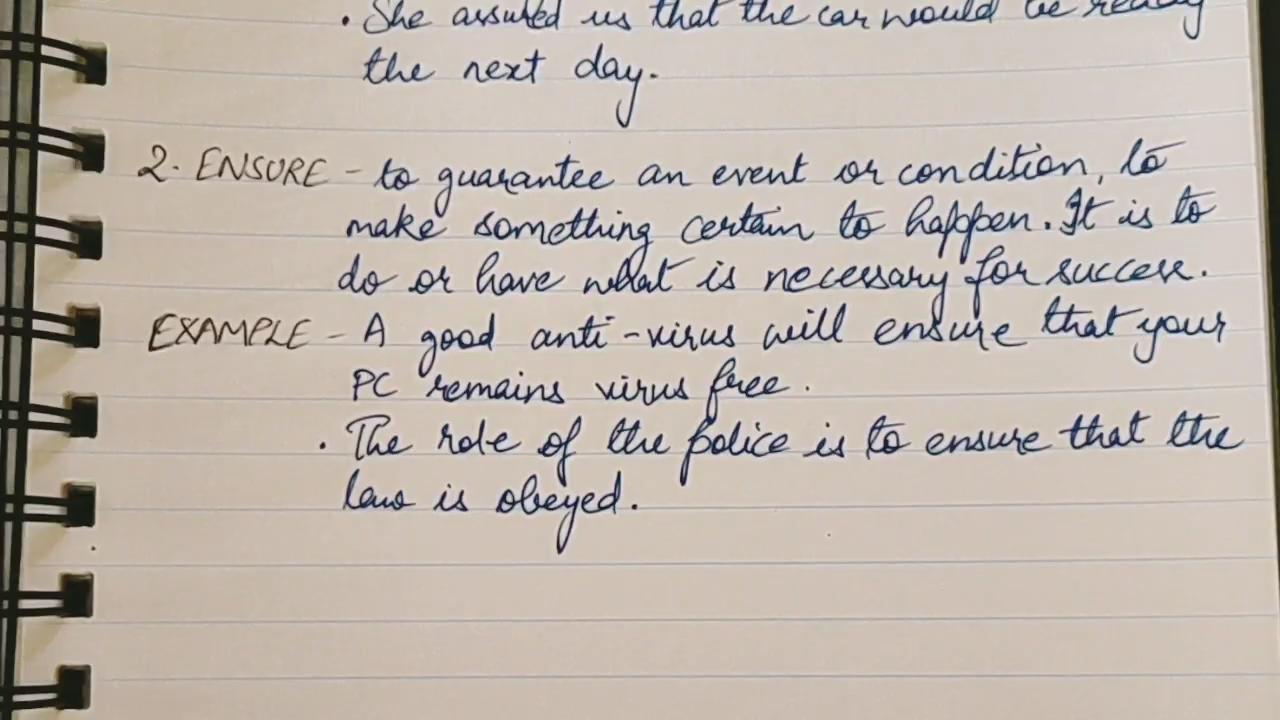 • She assured us that the car would be ready
the next day.
2. ENSURE - to guarantee an event or condition, to
make something certain to happen. It is to
do or have what is necessary for success.
EXAMPLE - A good anti-virus will ensure that your
PC remains virus free.
• The role of the police is to ensure that the
law is obeyed.